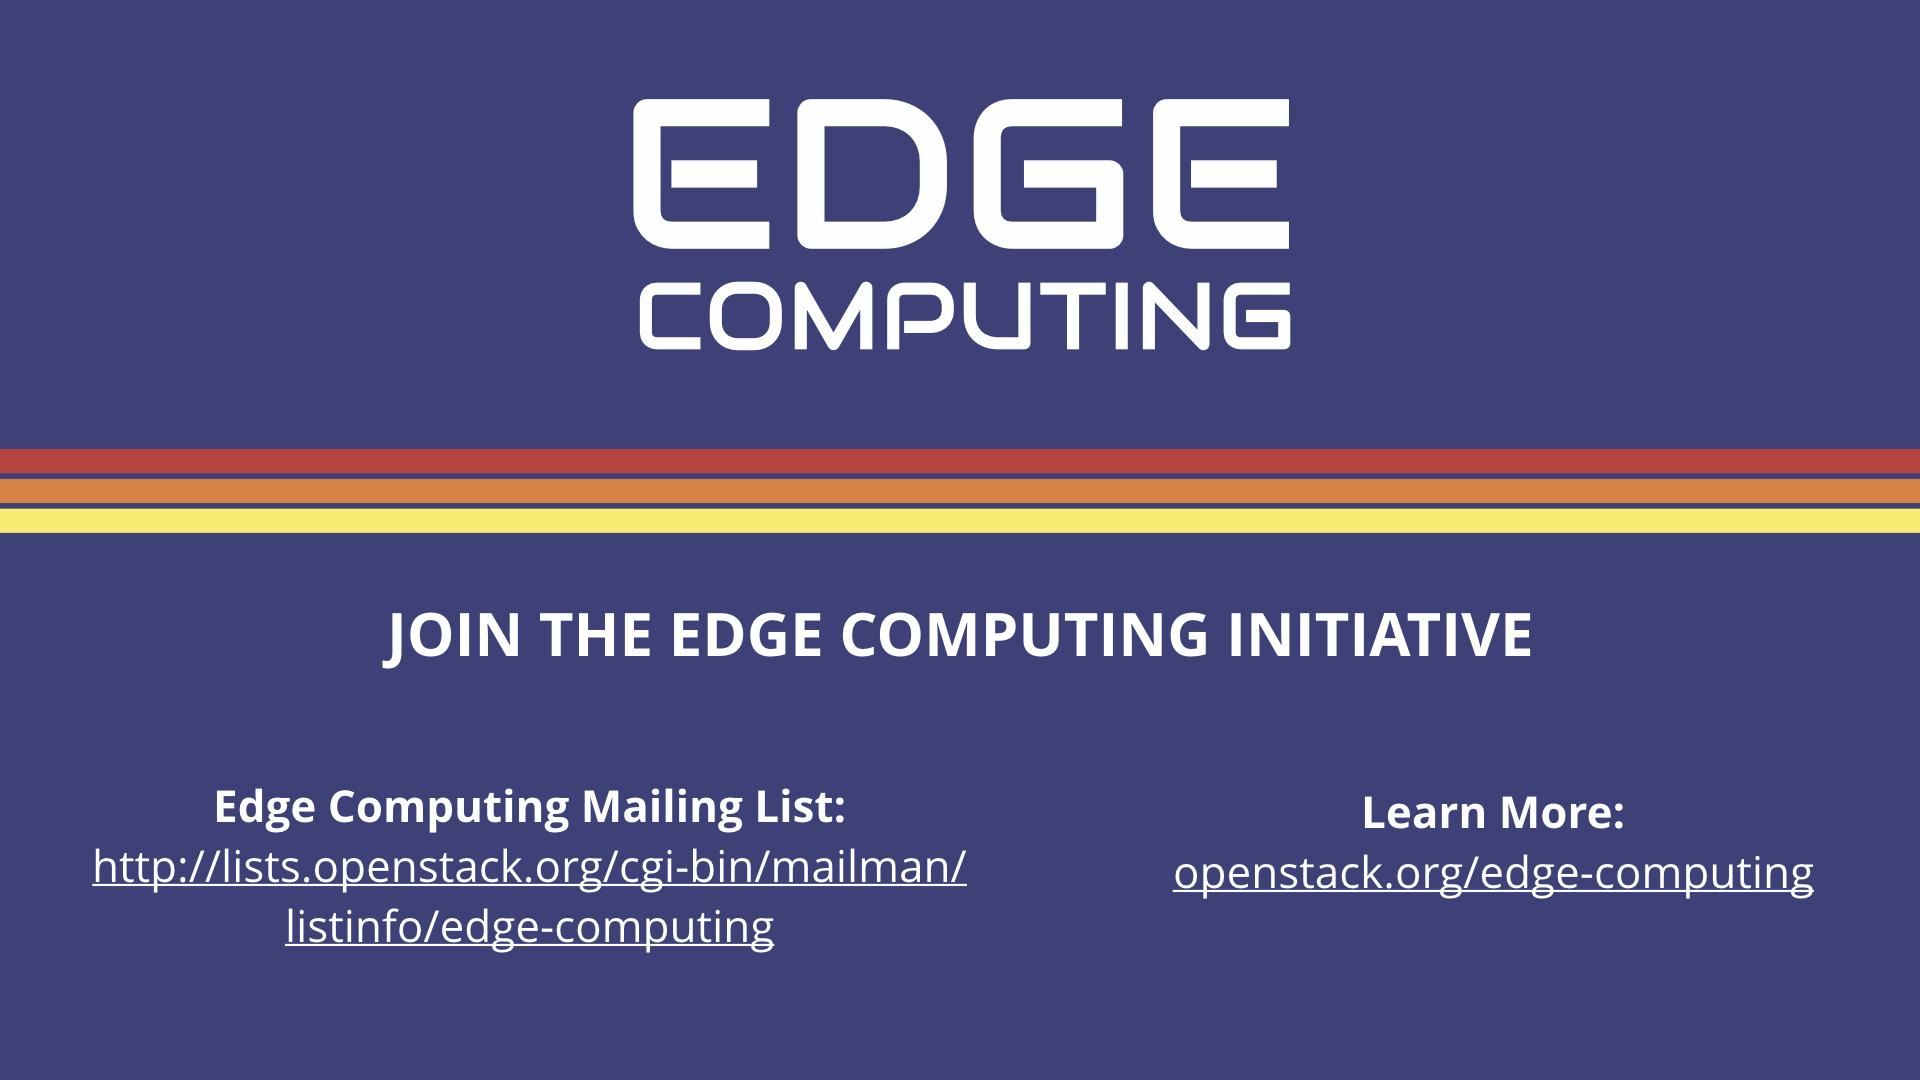 EDGE
COMPUTING
JOIN THE EDGE COMPUTING INITIATIVE
Edge Computing Mailing List:
http://lists.openstack.org/cgi-bin/mailman/
listinfo/edge-computing
Learn More:
openstack.org/edge-computing